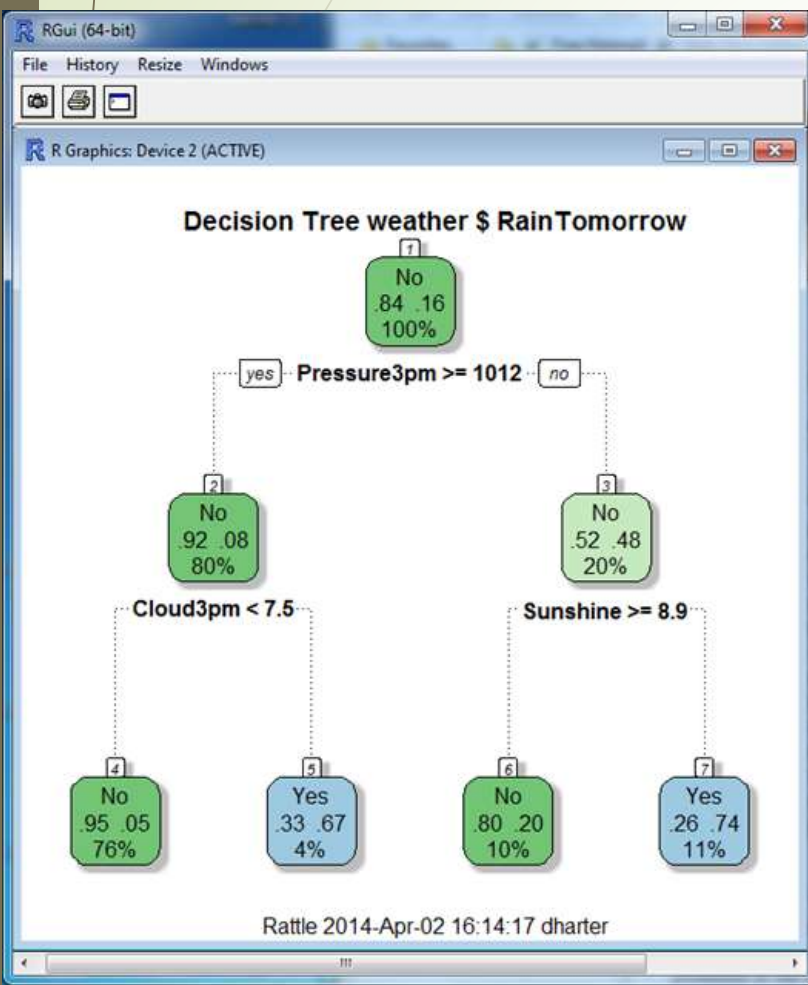 RGui (64-bit)
File History Resize Windows
R Graphics: Device 2 (ACTIVE)
Decision Tree weather $ RainTomorrow
1
No
.84 .16
100%
yes Pressure3pm >= 1012 no
2
No
.92 .08
80%
3
No
.52 .48
20%
Cloud3pm < 7.5
Sunshine >= 8.9
4
No
.95 .05
76%
5
Yes
.33 .67
4%
6
No
.80 .20
10%
7
Yes
.26 .74
11%
Rattle 2014-Apr-02 16:14:17 dharter